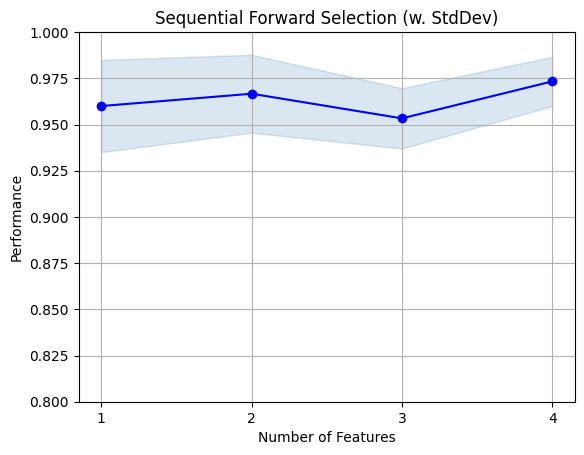 Sequential Forward Selection (w. StdDev)
1.000
0.975
0.950
0.925
0.900
0.875
0.850
0.825
0.800
Performance
1 2 3 4
Number of Features